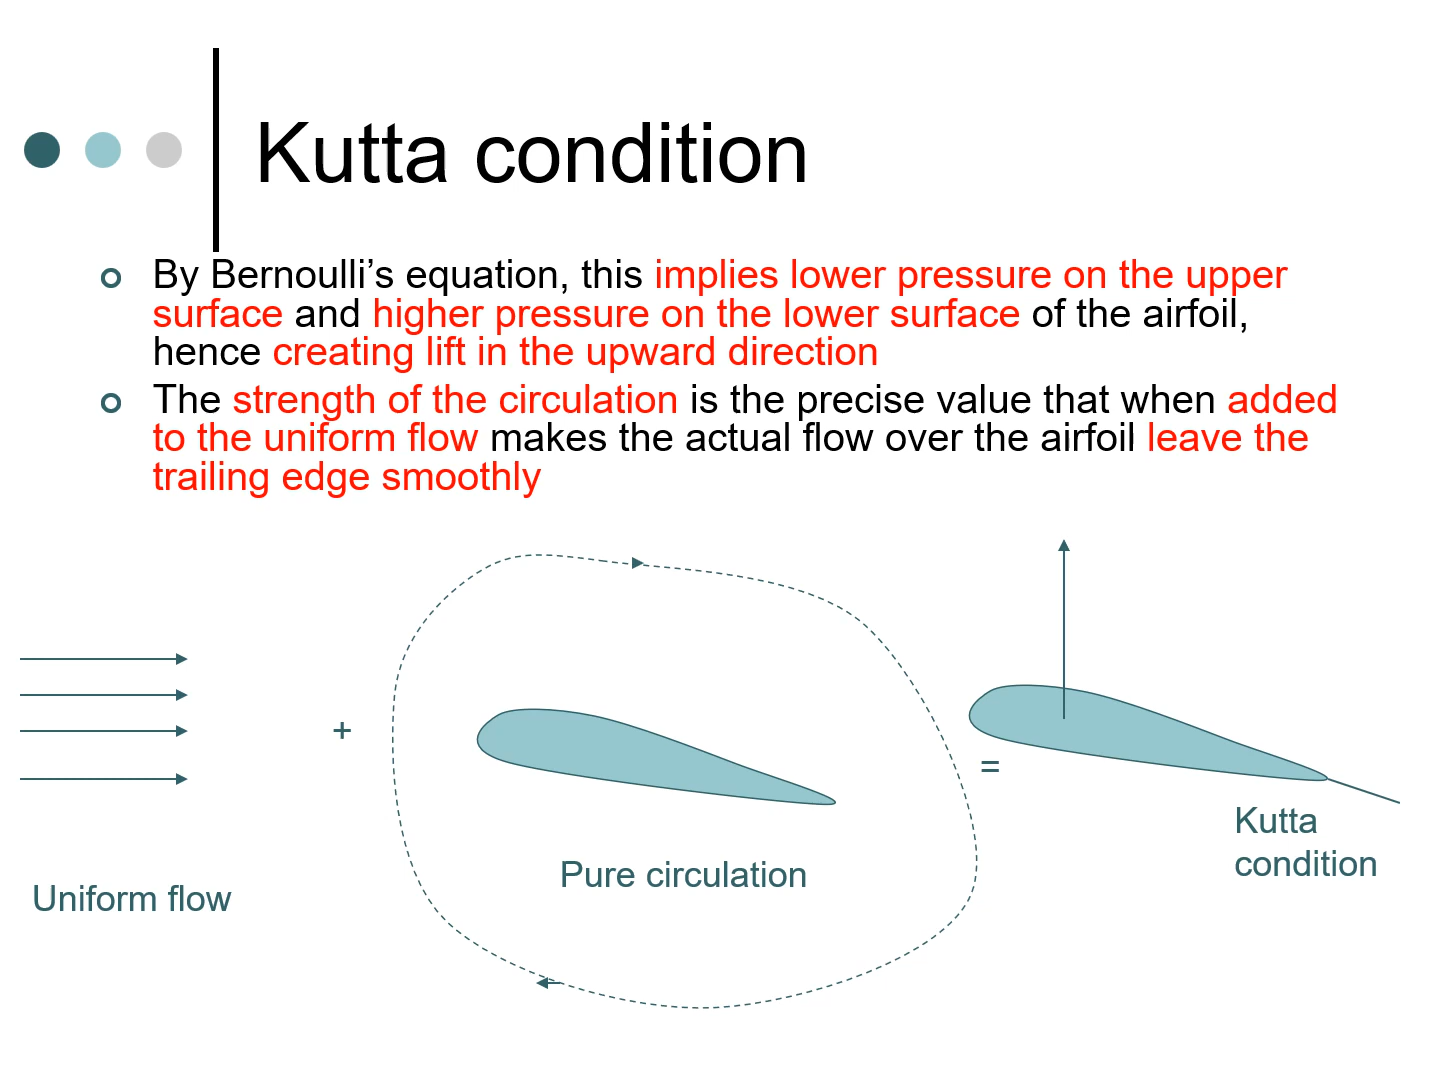 Kutta condition
By Bernoulli’s equation, this implies lower pressure on the upper
surface and higher pressure on the lower surface of the airfoil,
hence creating lift in the upward direction
The strength of the circulation is the precise value that when added
to the uniform flow makes the actual flow over the airfoil leave the
trailing edge smoothly
+
=
Kutta
condition
Pure circulation
Uniform flow